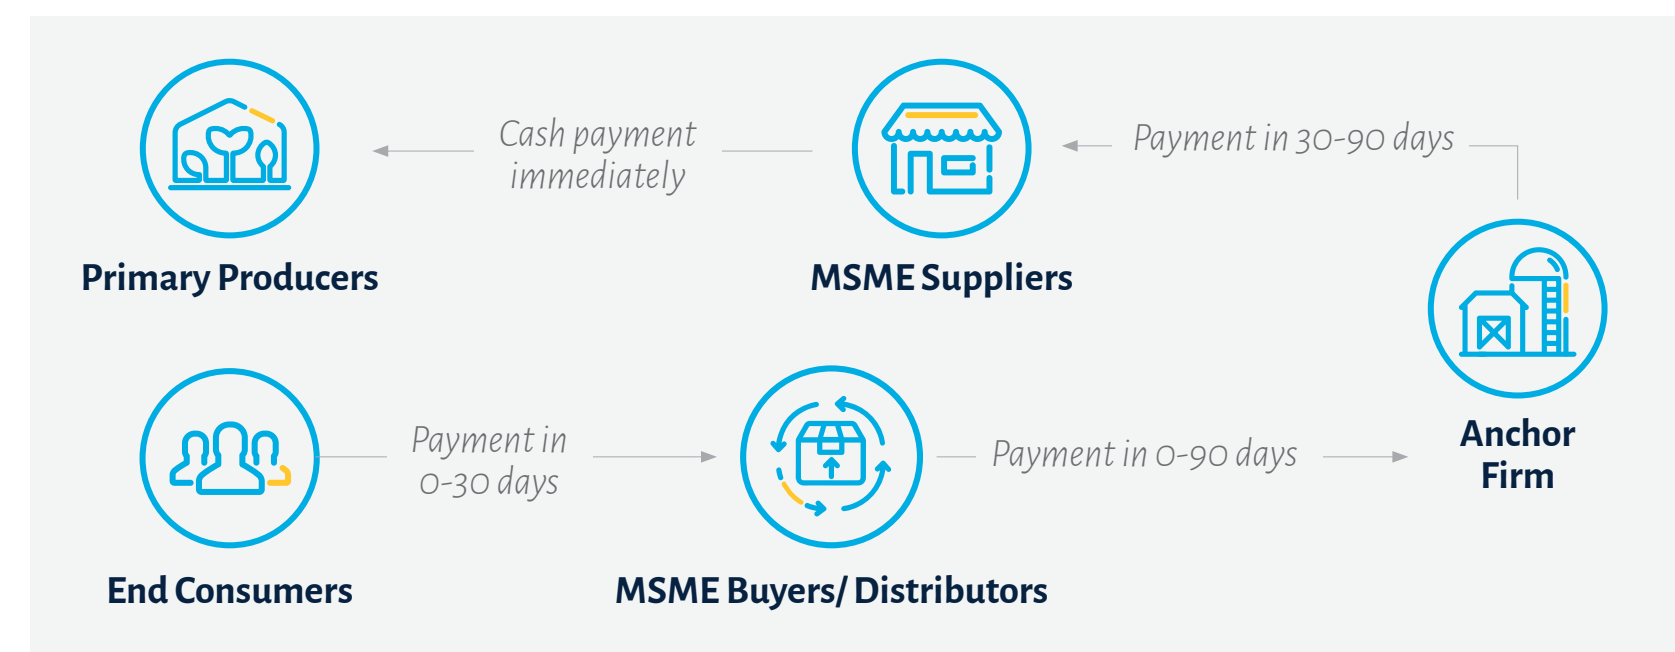 Cash payment
immediately
Payment in 30-90 days
Primary Producers
MSME Suppliers
Anchor
Firm
Payment in
0-30 days
Payment in 0-90 days
End Consumers
MSME Buyers/ Distributors